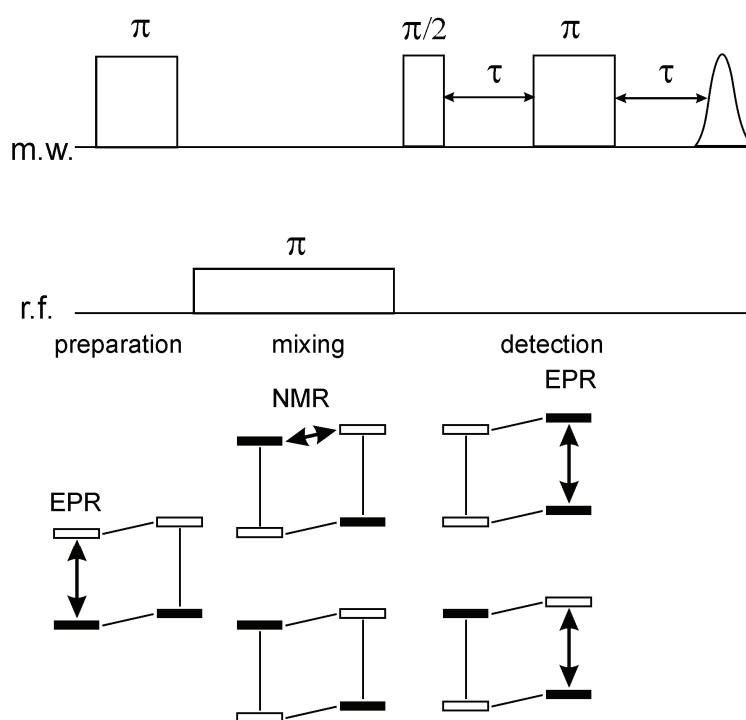 π π/2 π
τ τ
m.w.
π
r.f.
preparation mixing detection
EPR
NMR
EPR